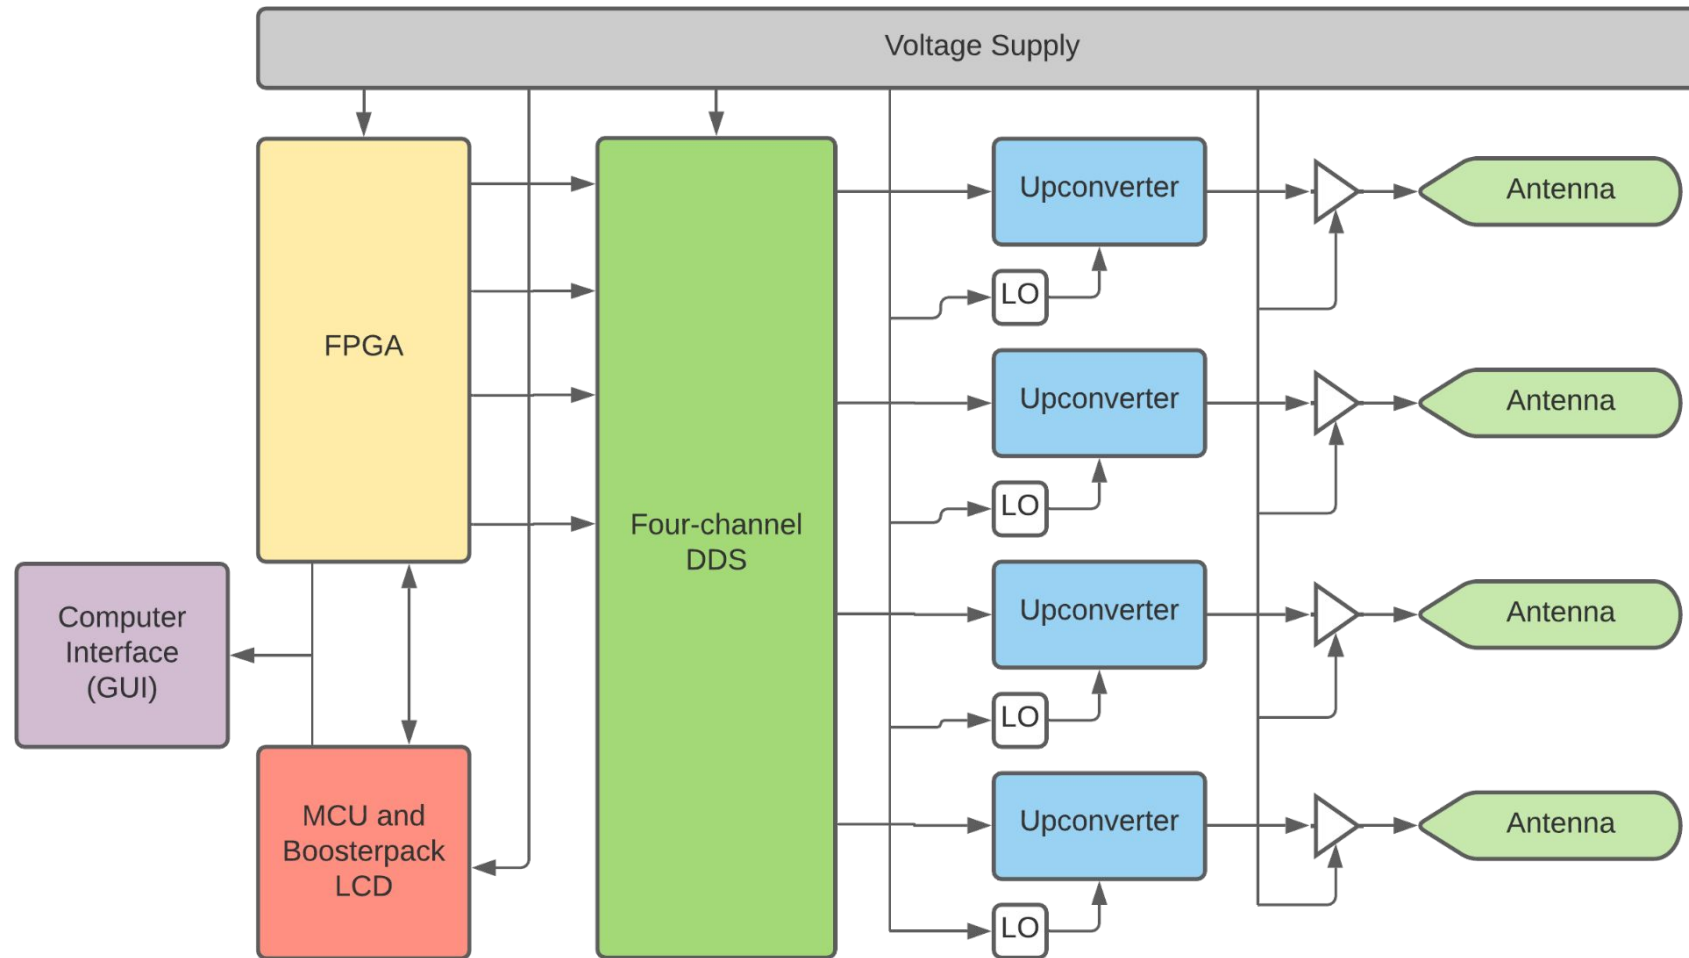 Voltage Supply
FPGA
Four-channel
DDS
Upconverter
Antenna
LO
Upconverter
Antenna
LO
Upconverter
Antenna
LO
Upconverter
Antenna
LO
Computer
Interface
(GUI)
MCU and
Boosterpack
LCD